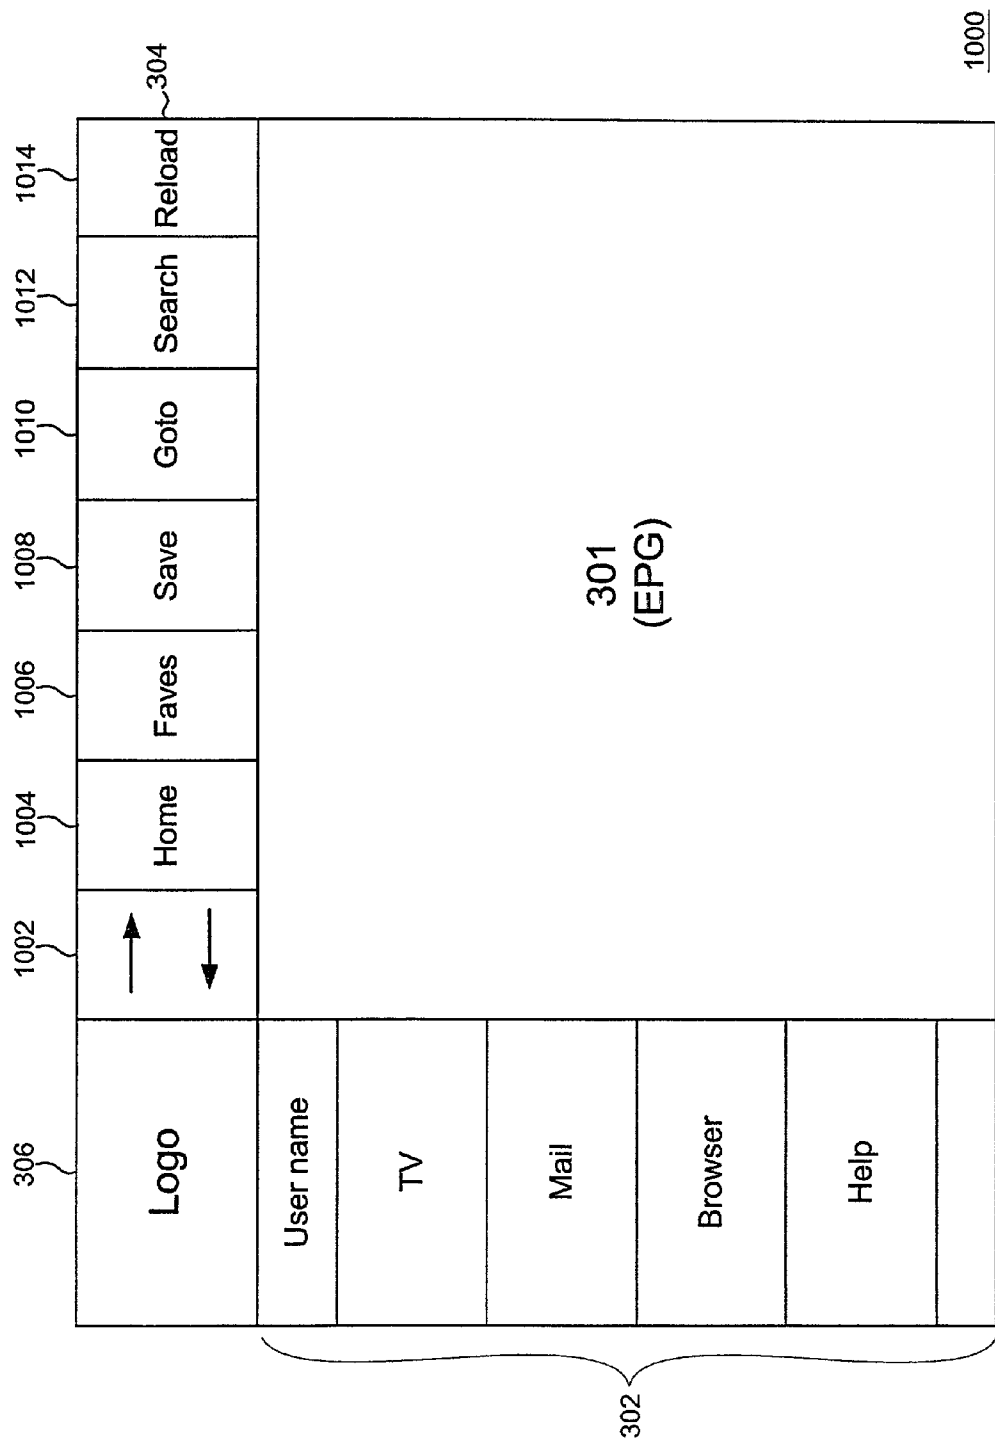 306
1002
1004
1006
1008
1010
1012
1014
Logo
Home
Faves
Save
Goto
Search
Reload
304
User name
TV
Mail
Browser
Help
302
301
(EPG)
1000